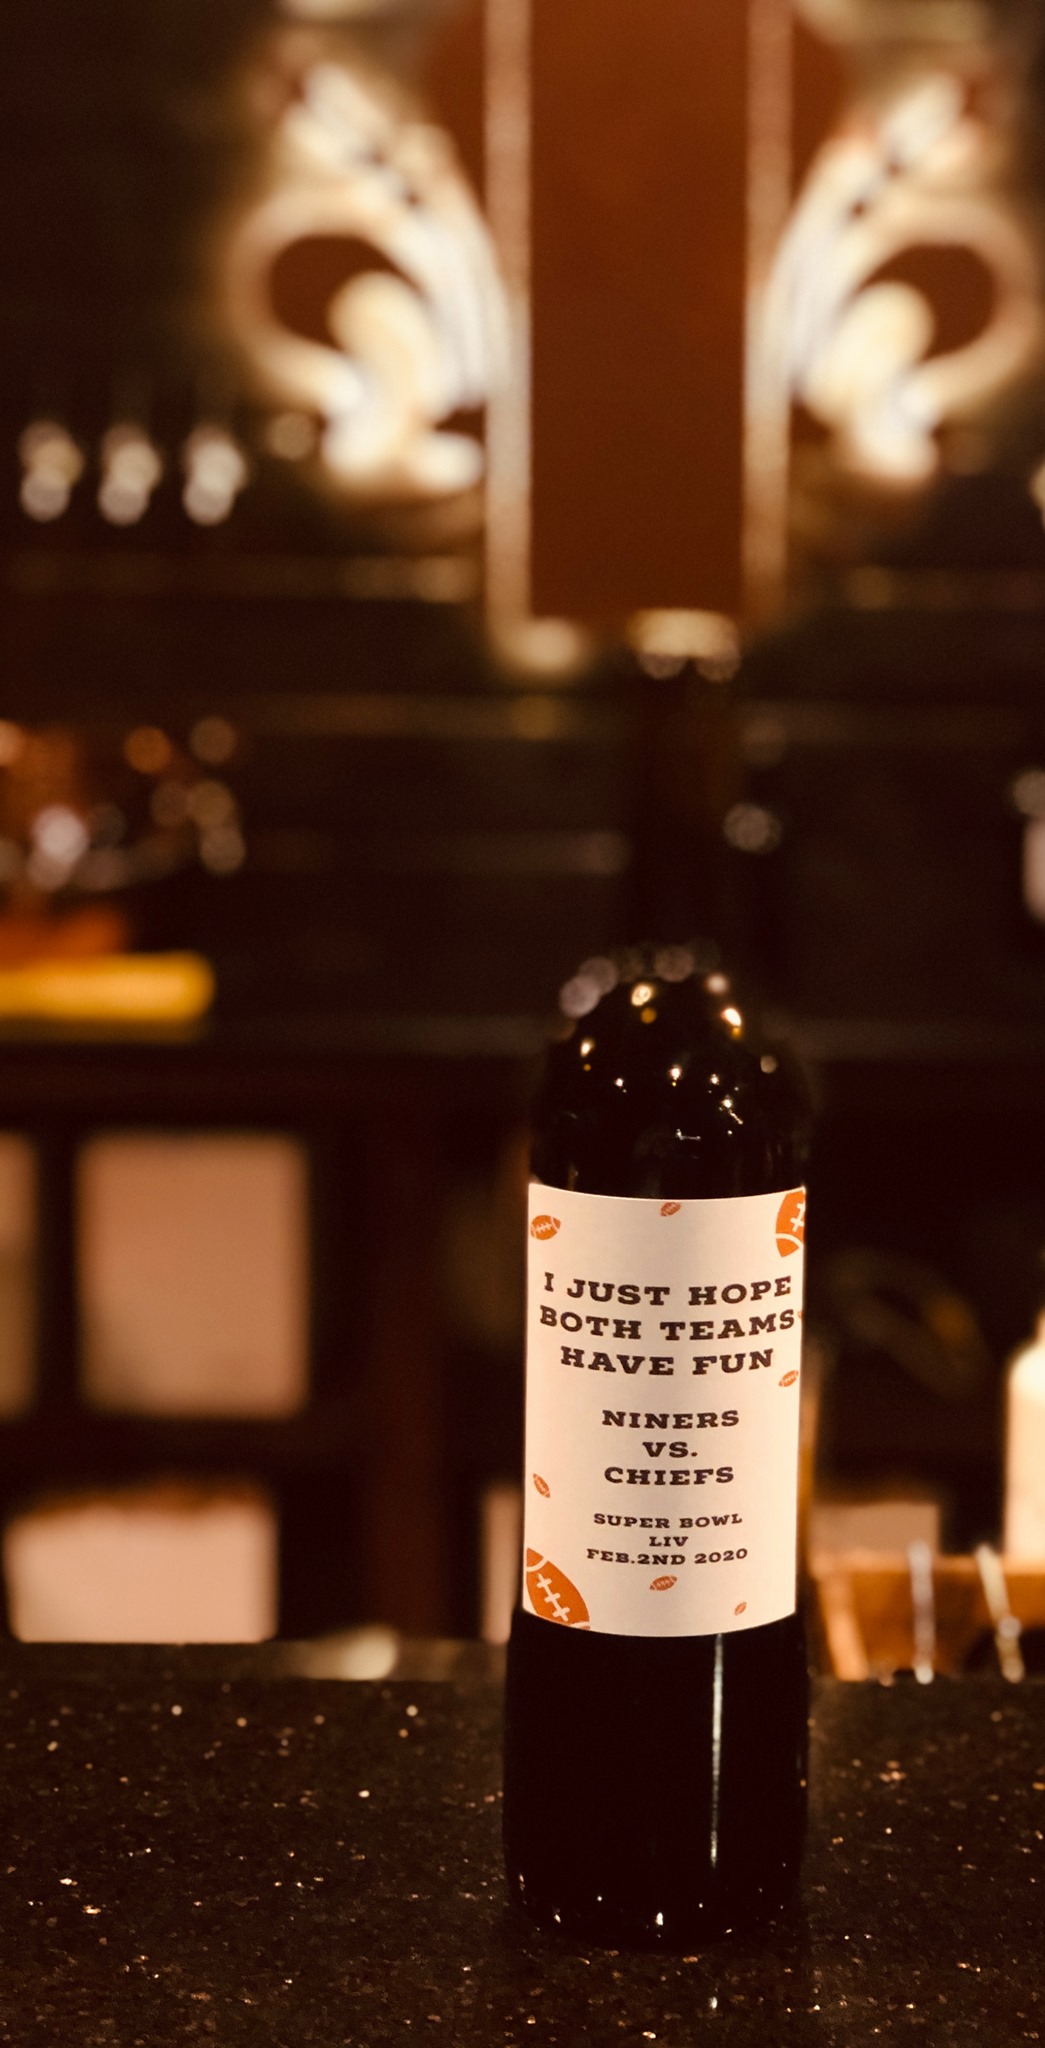 I JUST HOPE
BOTH TEAMS
HAVE FUN
NINERS
VS.
CHIEFS
SUPER BOWL
LIV
FEB.2ND 2020